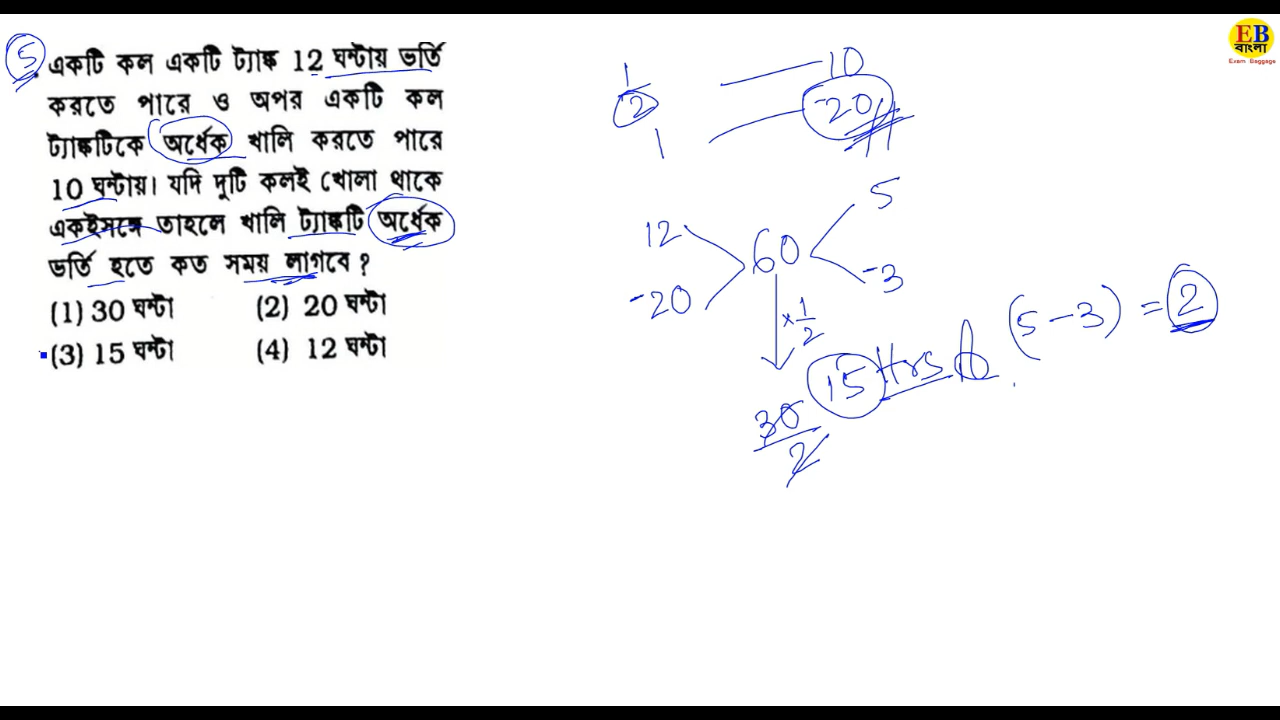 5
একটি কল একটি ট্যাঙ্ক 12 ঘন্টায় ভর্তি
করতে পারে ও অপর একটি কল
ট্যাঙ্কটিকে অর্ধেক খালি করতে পারে
10 ঘন্টায়। যদি দুটি কলই খোলা থাকে
একইসঙ্গে তাহলে খালি ট্যাঙ্কটি অর্ধেক
ভর্তি হতে কত সময় লাগবে ?
(1) 30 ঘন্টা (2) 20 ঘন্টা
(3) 15 ঘন্টা (4) 12 ঘন্টা
1/2 10
1 -20
12 60 5
-20 -3
×1/2
(5-3) = 2
15 Hrs
30/2
EB
বাংলা
Exam Baggage